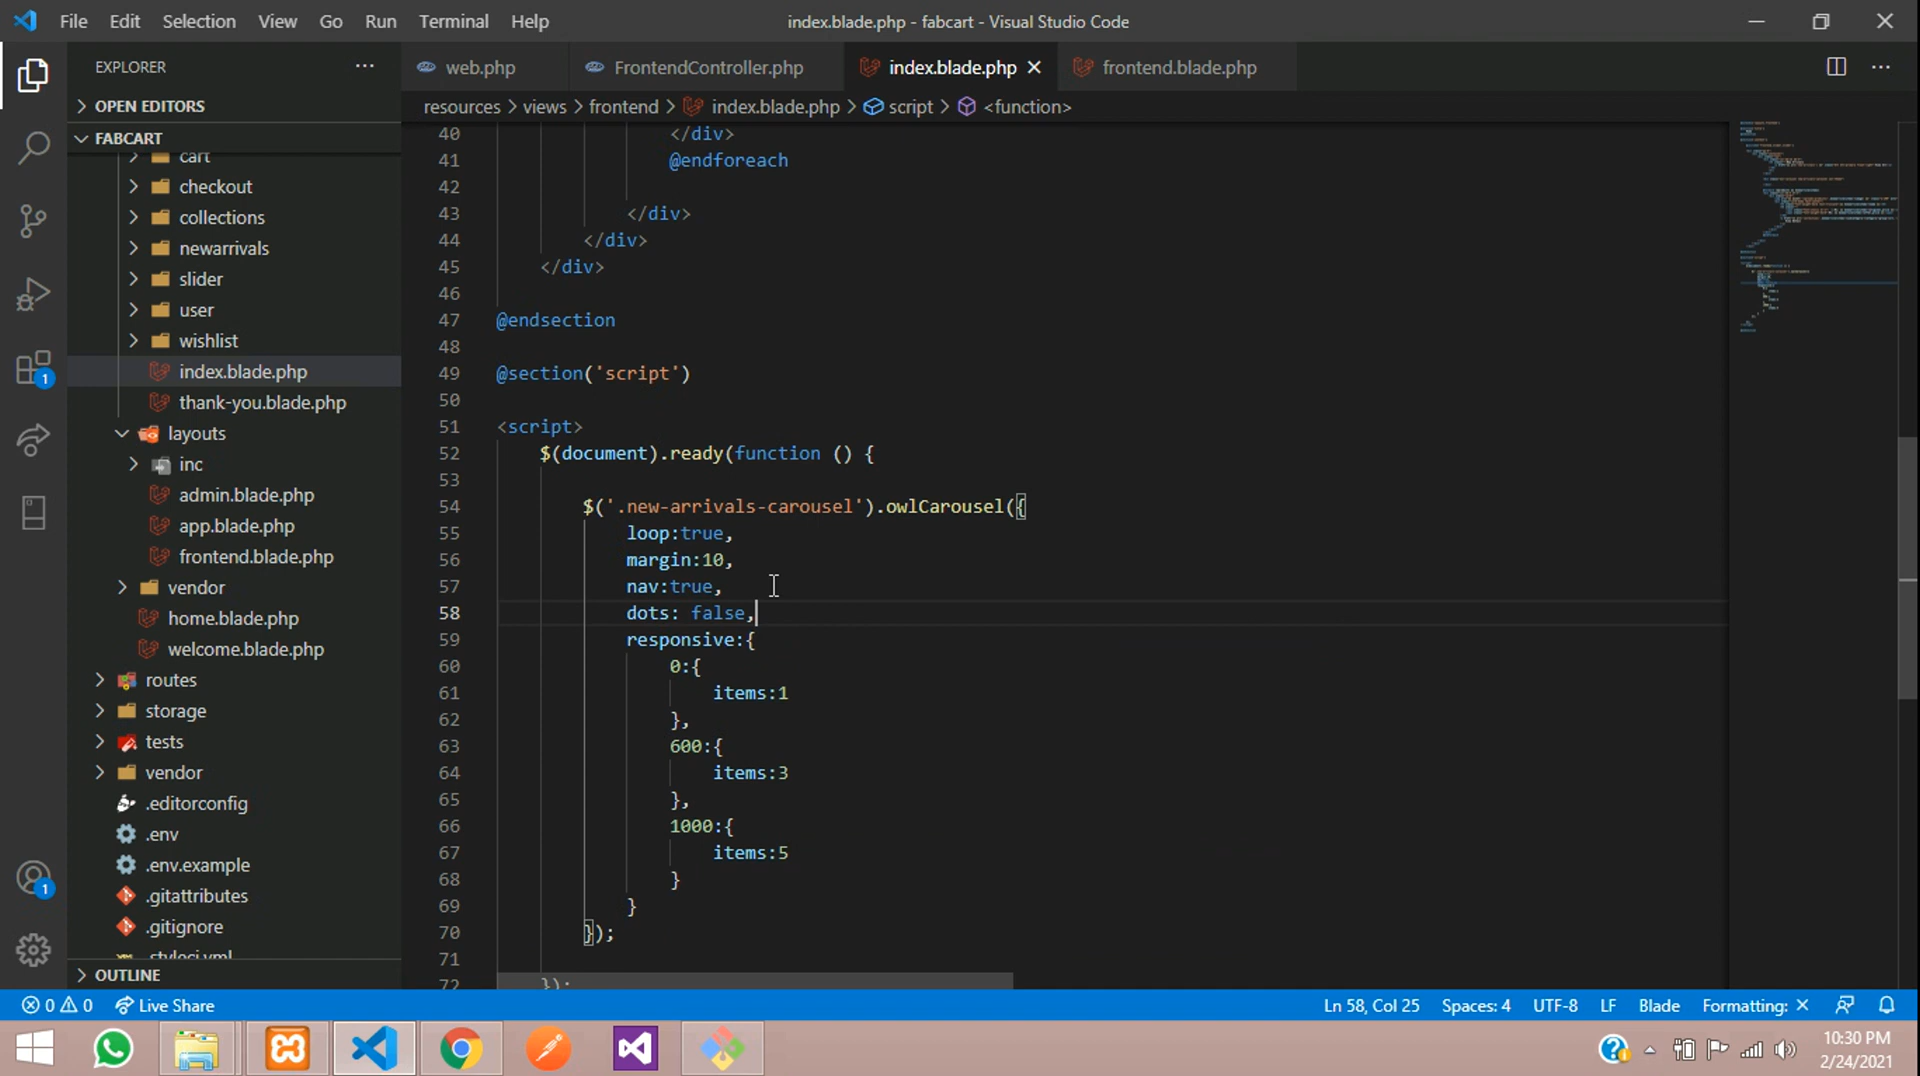 File Edit Selection View Go Run Terminal Help
index.blade.php - fabcart - Visual Studio Code
EXPLORER
web.php
FrontendController.php
index.blade.php
frontend.blade.php
resources > views > frontend > index.blade.php > script > <function>
OPEN EDITORS
FABCART
cart
checkout
collections
newarrivals
slider
user
wishlist
index.blade.php
thank-you.blade.php
layouts
inc
admin.blade.php
app.blade.php
frontend.blade.php
vendor
home.blade.php
welcome.blade.php
routes
storage
tests
vendor
.editorconfig
.env
.env.example
.gitattributes
.gitignore
.styleci.yml
OUTLINE
40 </div>
41 @endforeach
42
43 </div>
44 </div>
45 </div>
46
47 @endsection
48
49 @section('script')
50
51 <script>
52 $(document).ready(function () {
53
54 $('.new-arrivals-carousel').owlCarousel({
55 loop:true,
56 margin:10,
57 nav:true,
58 dots: false,
59 responsive:{
60 0:{
61 items:1
62 },
63 600:{
64 items:3
65 },
66 1000:{
67 items:5
68 }
69 }
70 });
71
72 });
1
1
0 0 Live Share
Ln 58, Col 25 Spaces: 4 UTF-8 LF Blade Formatting: ×
10:30 PM
2/24/2021